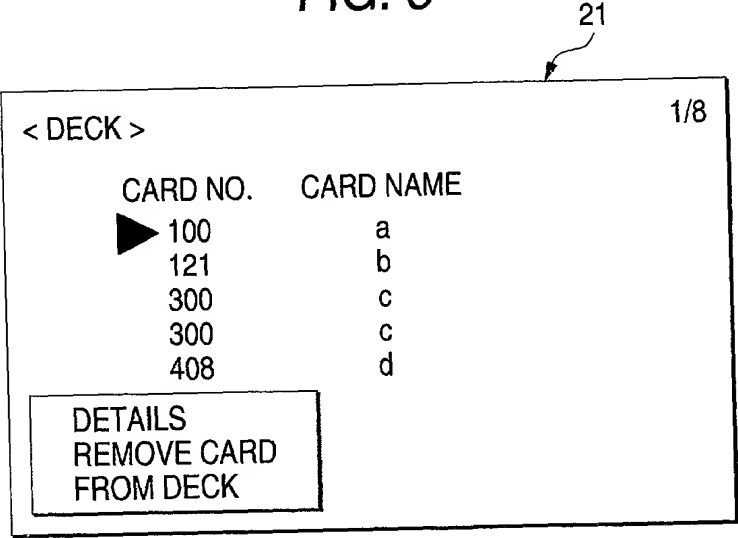 21
< DECK >
1/8
CARD NO. CARD NAME
100 a
121 b
300 c
300 c
408 d
DETAILS
REMOVE CARD
FROM DECK